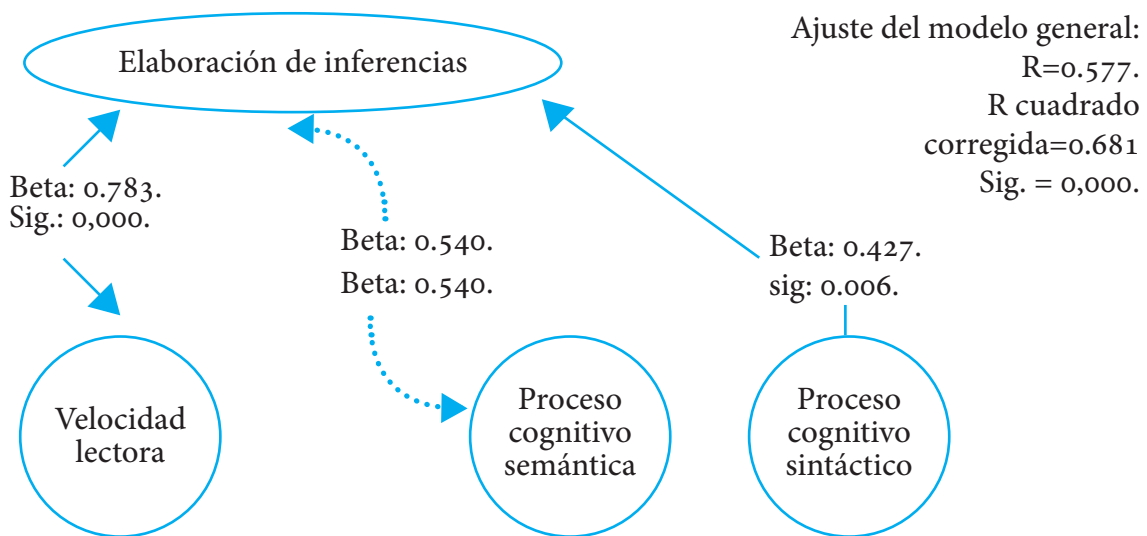 Elaboración de inferencias
Ajuste del modelo general:
R=0.577.
R cuadrado
corregida=0.681
Sig. = 0,000.
Beta: 0.783.
Sig.: 0,000.
Beta: 0.540.
Beta: 0.540.
Beta: 0.427.
sig: 0.006.
Velocidad
lectora
Proceso
cognitivo
semántica
Proceso
cognitivo
sintáctico